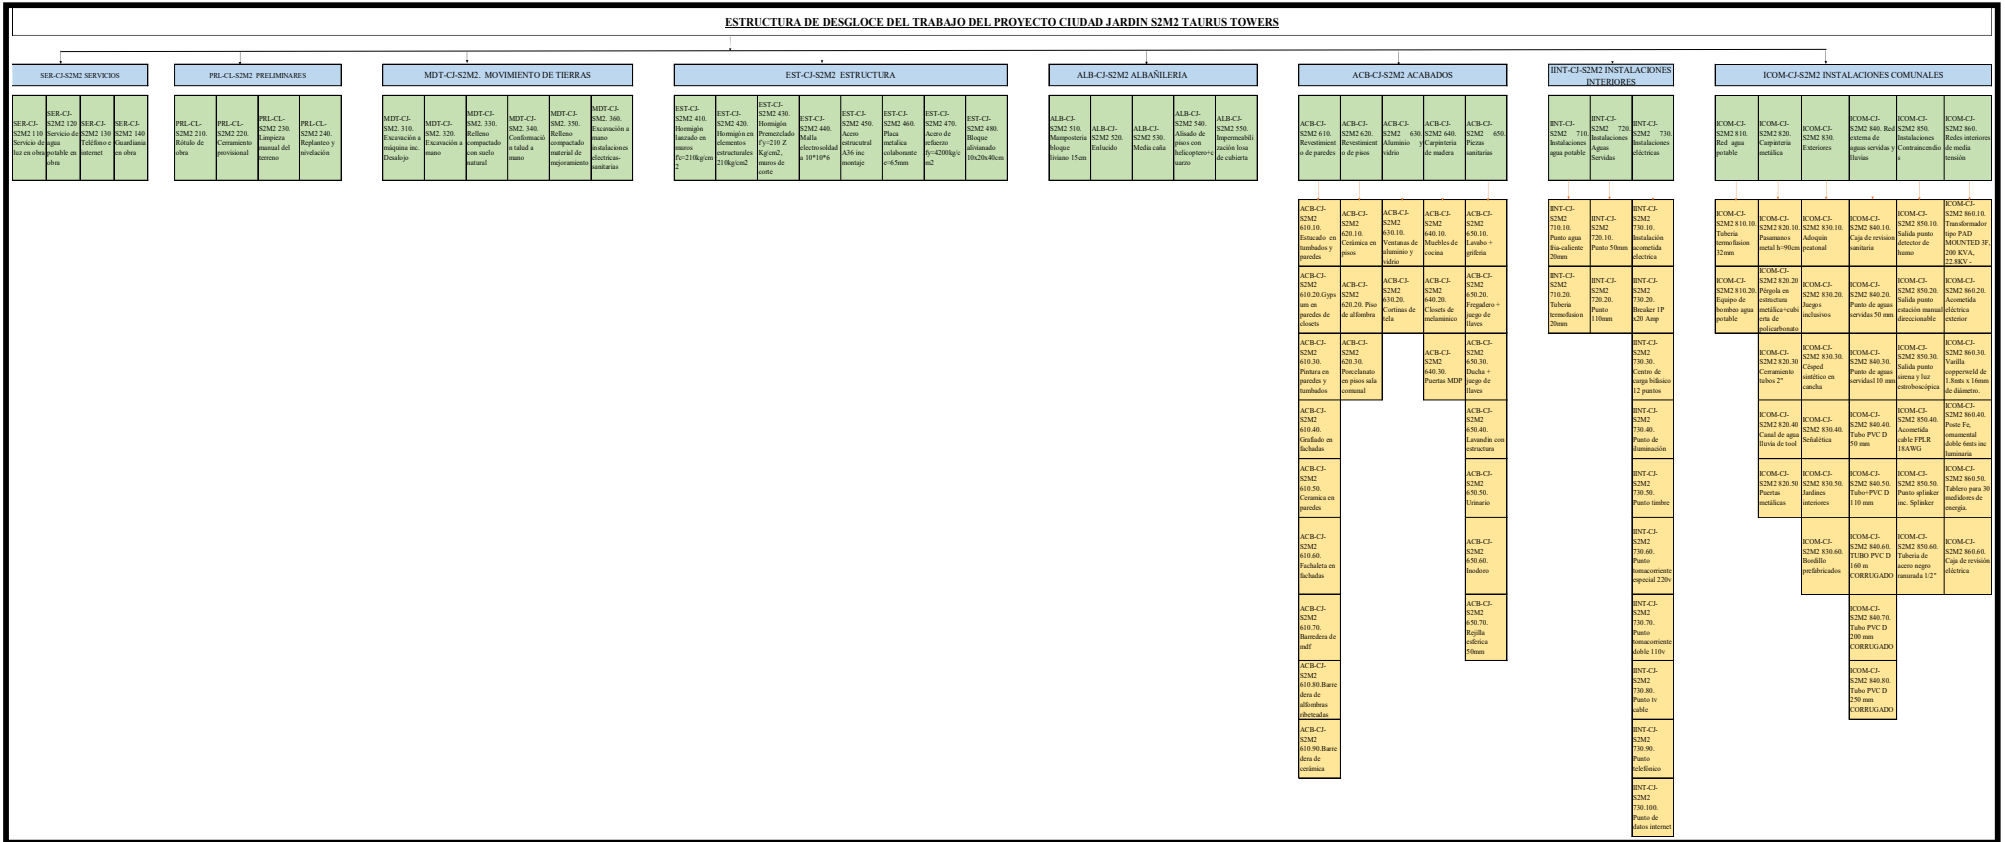 ESTRUCTURA DE DESGLOCE DEL TRABAJO DEL PROYECTO CIUDAD JARDIN S2M2 TAURUS TOWERS
SER-CJ-S2M2 SERVICIOS
PRL-CL-S2M2 PRELIMINARES
MDT-CJ-S2M2. MOVIMIENTO DE TIERRAS
EST-CJ-S2M2 ESTRUCTURA
ALB-CJ-S2M2 ALBAÑILERIA
ACB-CJ-S2M2 ACABADOS
IINT-CJ-S2M2 INSTALACIONES
INTERIORES
ICOM-CJ-S2M2 INSTALACIONES COMUNALES
SER-CJ-
S2M2 110
Servicio de
luz en obra
SER-CJ-
S2M2 120
Servicio de
agua
potable en
obra
SER-CJ-
S2M2 130
Teléfono e
internet
SER-CJ-
S2M2 140
Guardiania
en obra
PRL-CL-
S2M2 210.
Rótulo de
obra
PRL-CL-
S2M2 220.
Cerramiento
provisional
PRL-CL-
S2M2 230.
Limpieza
manual del
terreno
PRL-CL-
S2M2 240.
Replanteo y
nivelación
MDT-CJ-
SM2. 310.
Excavación a
máquina inc.
Desalojo
MDT-CJ-
SM2. 320.
Excavación a
mano
MDT-CJ-
SM2. 330.
Relleno
compactado
con suelo
natural
MDT-CJ-
SM2. 340.
Conformació
n talud a
mano
MDT-CJ-
SM2. 350.
Relleno
compactado
material de
mejoramiento
MDT-CJ-
SM2. 360.
Excavación a
mano
instalaciones
electricas-
sanitarias
EST-CJ-
S2M2 410.
Hormigón
lanzado en
muros
f'c=210kg/cm
2
EST-CJ-
S2M2 420.
Hormigón en
elementos
estructurales
210kg/cm2
EST-CJ-
S2M2 430.
Hormigón
Premezclado
f'y=210 Z
Kg/cm2,
muros de
corte
EST-CJ-
S2M2 440.
Malla
electrosoldad
a 10*10*6
EST-CJ-
S2M2 450.
Acero
estrucutral
A36 inc
montaje
EST-CJ-
S2M2 460.
Placa
metalica
colaborante
e=65mm
EST-CJ-
S2M2 470.
Acero de
refuerzo
fy=4200kg/c
m2
EST-CJ-
S2M2 480.
Bloque
alivianado
10x20x40cm
ALB-CJ-
S2M2 510.
Mamposteria
bloque
liviano 15cm
ALB-CJ-
S2M2 520.
Enlucido
ALB-CJ-
S2M2 530.
Media caña
ALB-CJ-
S2M2 540.
Alisado de
pisos con
helicoptero+c
uarzo
ALB-CJ-
S2M2 550.
Impermeabili
zación losa
de cubierta
ACB-CJ-
S2M2 610.
Revestimient
o de paredes
ACB-CJ-
S2M2 620.
Revestimient
o de pisos
ACB-CJ-
S2M2 630.
Aluminio y
vidrio
ACB-CJ-
S2M2 640.
Carpinteria
de madera
ACB-CJ-
S2M2 650.
Piezas
sanitarias
IINT-CJ-
S2M2 710.
Instalaciones
agua potable
IINT-CJ-
S2M2 720.
Instalaciones
Aguas
Servidas
IINT-CJ-
S2M2 730.
Instalaciones
eléctricas
ICOM-CJ-
S2M2 810.
Red agua
potable
ICOM-CJ-
S2M2 820.
Carpinteria
metálica
ICOM-CJ-
S2M2 830.
Exteriores
ICOM-CJ-
S2M2 840. Red
externa de
aguas servidas y
lluvias
ICOM-CJ-
S2M2 850.
Instalaciones
Contraincendio
s
ICOM-CJ-
S2M2 860.
Redes interiores
de media
tensión
ACB-CJ-
S2M2
610.10.
Estucado en
tumbados y
paredes
ACB-CJ-
S2M2
620.10.
Cerámica en
pisos
ACB-CJ-
S2M2
630.10.
Ventanas de
aluminio y
vidrio
ACB-CJ-
S2M2
640.10.
Muebles de
cocina
ACB-CJ-
S2M2
650.10.
Lavabo +
griferia
IINT-CJ-
S2M2
710.10.
Punto agua
fria-caliente
20mm
IINT-CJ-
S2M2
720.10.
Punto 50mm
IINT-CJ-
S2M2
730.10.
Instalación
acometida
electrica
ICOM-CJ-
S2M2 810.10.
Tuberia
termofusion
32mm
ICOM-CJ-
S2M2 820.10.
Pasamanos
metal h=90cm
ICOM-CJ-
S2M2 830.10.
Adoquin
peatonal
ICOM-CJ-
S2M2 840.10.
Caja de revision
sanitaria
ICOM-CJ-
S2M2 850.10.
Salida punto
detector de
humo
ICOM-CJ-
S2M2 860.10.
Transformador
tipo PAD
MOUNTED 3F,
200 KVA,
22.8KV -
ACB-CJ-
S2M2
610.20.Gyps
um en
paredes de
closets
ACB-CJ-
S2M2
620.20. Piso
de alfombra
ACB-CJ-
S2M2
630.20.
Cortinas de
tela
ACB-CJ-
S2M2
640.20.
Closets de
melaminico
ACB-CJ-
S2M2
650.20.
Fregadero +
juego de
llaves
IINT-CJ-
S2M2
710.20.
Tuberia
termofusion
20mm
IINT-CJ-
S2M2
720.20.
Punto
110mm
IINT-CJ-
S2M2
730.20.
Breaker 1P
x20 Amp
ICOM-CJ-
S2M2 810.20.
Equipo de
bombeo agua
potable
ICOM-CJ-
S2M2 820.20
Pérgola en
estructura
metálica+cubi
erta de
policarbonato
ICOM-CJ-
S2M2 830.20.
Juegos
inclusivos
ICOM-CJ-
S2M2 840.20.
Punto de aguas
servidas 50 mm
ICOM-CJ-
S2M2 850.20.
Salida punto
estación manual
direccionable
ICOM-CJ-
S2M2 860.20.
Acometida
eléctrica
exterior
ACB-CJ-
S2M2
610.30.
Pintura en
paredes y
tumbados
ACB-CJ-
S2M2
620.30.
Porcelanato
en pisos sala
comunal
ACB-CJ-
S2M2
640.30.
Puertas MDP
ACB-CJ-
S2M2
650.30.
Ducha +
juego de
llaves
IINT-CJ-
S2M2
730.30.
Centro de
carga bifásico
12 puntos
ICOM-CJ-
S2M2 820.30
Cerramiento
tubos 2"
ICOM-CJ-
S2M2 830.30.
Césped
sintético en
cancha
ICOM-CJ-
S2M2 840.30.
Punto de aguas
servidas110 mm
ICOM-CJ-
S2M2 850.30.
Salida punto
sirena y luz
estroboscópica
ICOM-CJ-
S2M2 860.30.
Varilla
copperweld de
1.8mts x 16mm
de diámetro.
ACB-CJ-
S2M2
610.40.
Grafiado en
fachadas
ACB-CJ-
S2M2
650.40.
Lavandín con
estructura
IINT-CJ-
S2M2
730.40.
Punto de
iluminación
ICOM-CJ-
S2M2 820.40
Canal de agua
lluvia de tool
ICOM-CJ-
S2M2 830.40.
Señalética
ICOM-CJ-
S2M2 840.40.
Tubo PVC D
50 mm
ICOM-CJ-
S2M2 850.40.
Acometida
cable FPLR
18AWG
ICOM-CJ-
S2M2 860.40.
Poste Fe,
ornamental
doble 6mts inc
luminaria
ACB-CJ-
S2M2
610.50.
Ceramica en
paredes
ACB-CJ-
S2M2
650.50.
Urinario
IINT-CJ-
S2M2
730.50.
Punto timbre
ICOM-CJ-
S2M2 820.50
Puertas
metálicas
ICOM-CJ-
S2M2 830.50.
Jardines
interiores
ICOM-CJ-
S2M2 840.50.
Tubo+PVC D
110 mm
ICOM-CJ-
S2M2 850.50.
Punto splinker
inc. Splinker
ICOM-CJ-
S2M2 860.50.
Tablero para 30
medidores de
energía.
ACB-CJ-
S2M2
610.60.
Fachaleta en
fachadas
ACB-CJ-
S2M2
650.60.
Inodoro
IINT-CJ-
S2M2
730.60.
Punto
tomacorriente
especial 220v
ICOM-CJ-
S2M2 830.60.
Bordillo
prefabricados
ICOM-CJ-
S2M2 840.60.
TUBO PVC D
160 m
CORRUGADO
ICOM-CJ-
S2M2 850.60.
Tuberia de
acero negro
ranurada 1/2"
ICOM-CJ-
S2M2 860.60.
Caja de revisión
eléctrica
ACB-CJ-
S2M2
610.70.
Barredera de
mdf
ACB-CJ-
S2M2
650.70.
Rejilla
esférica
50mm
IINT-CJ-
S2M2
730.70.
Punto
tomacorriente
doble 110v
ICOM-CJ-
S2M2 840.70.
Tubo PVC D
200 mm
CORRUGADO
ACB-CJ-
S2M2
610.80.Barre
dera de
alfombras
ribeteadas
IINT-CJ-
S2M2
730.80.
Punto tv
cable
ICOM-CJ-
S2M2 840.80.
Tubo PVC D
250 mm
CORRUGADO
ACB-CJ-
S2M2
610.90.Barre
dera de
cerámica
IINT-CJ-
S2M2
730.90.
Punto
telefónico
IINT-CJ-
S2M2
730.100.
Punto de
datos internet